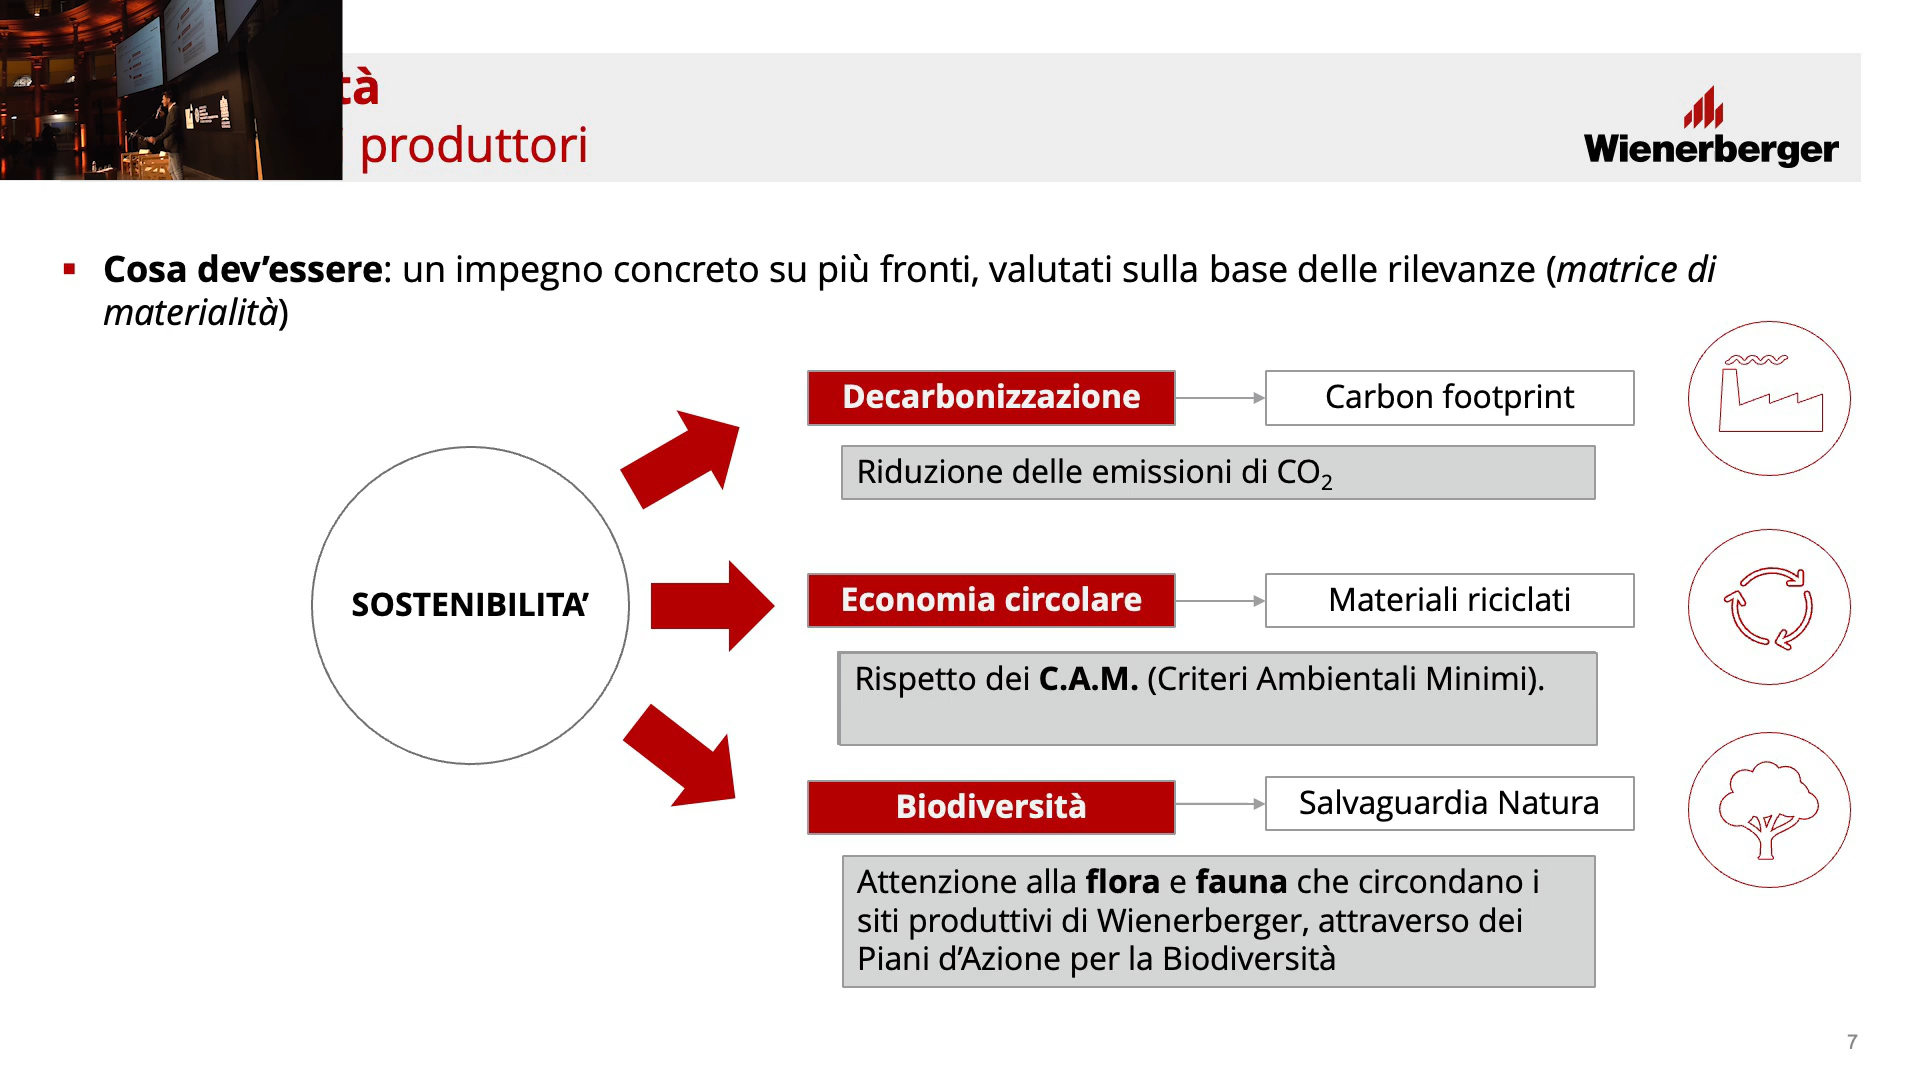 produttori
Wienerberger
▪ Cosa dev’essere: un impegno concreto su più fronti, valutati sulla base delle rilevanze (matrice di
materialità)
Decarbonizzazione
Carbon footprint
Riduzione delle emissioni di CO₂
SOSTENIBILITA’
Economia circolare
Materiali riciclati
Rispetto dei C.A.M. (Criteri Ambientali Minimi).
Biodiversità
Salvaguardia Natura
Attenzione alla flora e fauna che circondano i
siti produttivi di Wienerberger, attraverso dei
Piani d’Azione per la Biodiversità
7